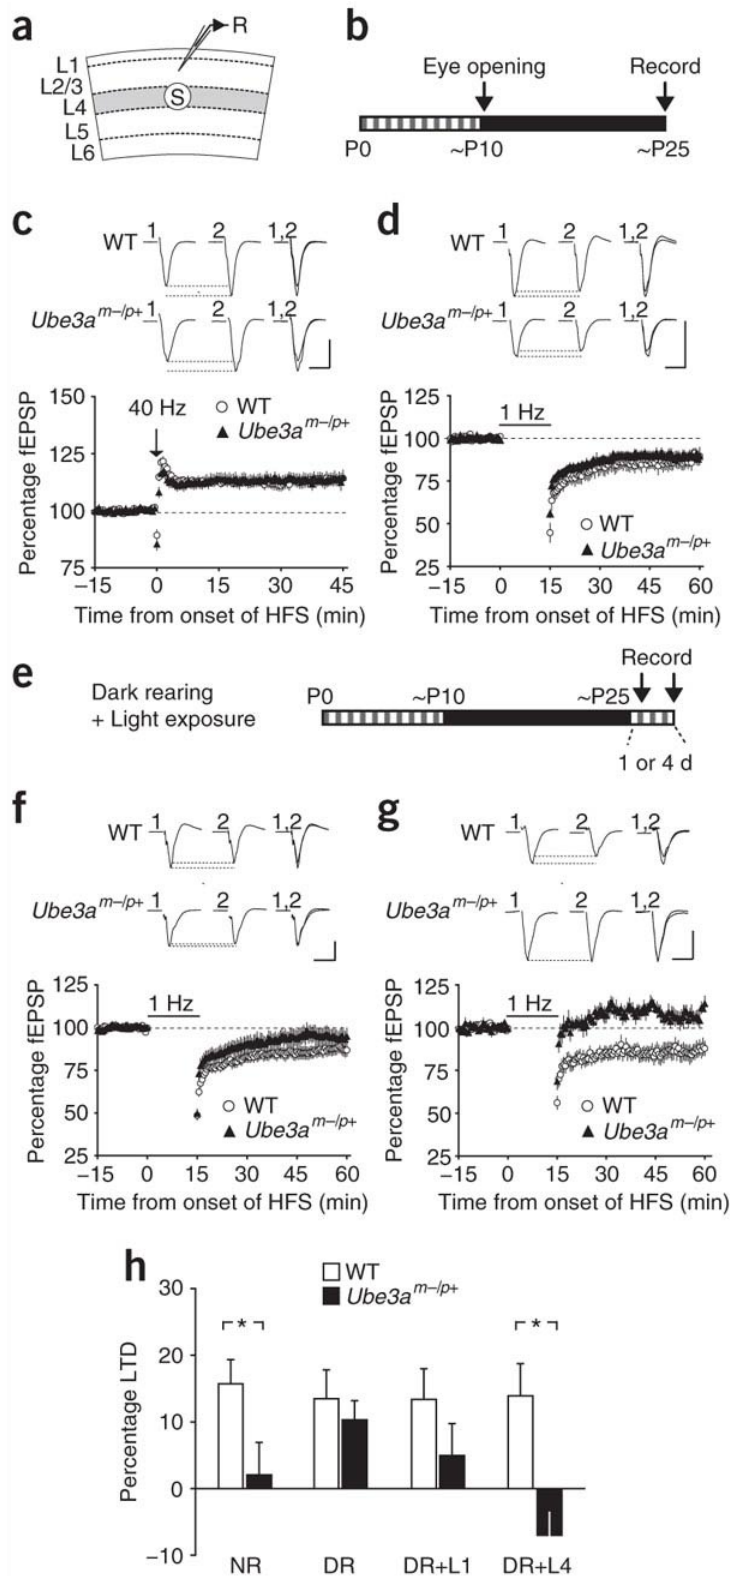 a
R
L1
L2/3
L4
L5
L6
S
b
Eye opening
Record
P0
~P10
~P25
c
WT
1
2
1,2
Ube3a^m–/p+
1
2
1,2
150
125
100
75
Percentage fEPSP
40 Hz
WT
Ube3a^m–/p+
–15
0
15
30
45
Time from onset of HFS (min)
d
WT
1
2
1,2
Ube3a^m–/p+
1
2
1,2
125
100
75
50
25
Percentage fEPSP
1 Hz
WT
Ube3a^m–/p+
–15
0
15
30
45
60
Time from onset of HFS (min)
e
Dark rearing
+ Light exposure
P0
~P10
~P25
Record
1 or 4 d
f
WT
1
2
1,2
Ube3a^m–/p+
1
2
1,2
125
100
75
50
25
Percentage fEPSP
1 Hz
WT
Ube3a^m–/p+
–15
0
15
30
45
60
Time from onset of HFS (min)
g
WT
1
2
1,2
Ube3a^m–/p+
1
2
1,2
125
100
75
50
25
Percentage fEPSP
1 Hz
WT
Ube3a^m–/p+
–15
0
15
30
45
60
Time from onset of HFS (min)
h
WT
Ube3a^m–/p+
30
20
10
0
–10
Percentage LTD
*
*
NR
DR
DR+L1
DR+L4